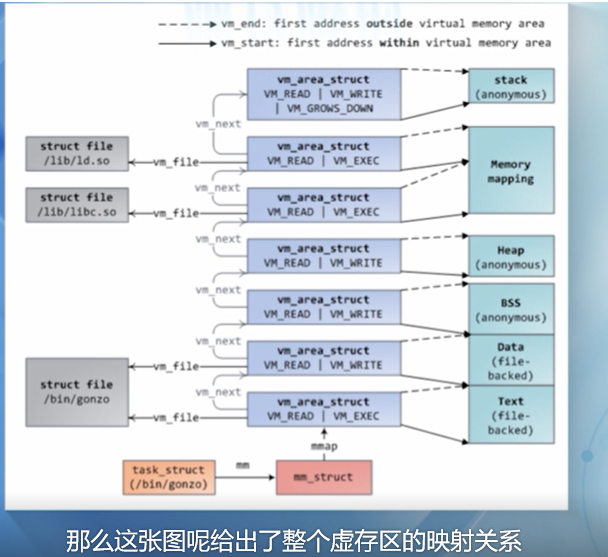 vm_end: first address outside virtual memory area
vm_start: first address within virtual memory area
vm_area_struct
VM_READ | VM_WRITE
| VM_GROWS_DOWN
stack
(anonymous)
vm_next
struct file
/lib/ld.so
vm_file
vm_area_struct
VM_READ | VM_EXEC
Memory
mapping
vm_next
struct file
/lib/libc.so
vm_file
vm_area_struct
VM_READ | VM_EXEC
vm_next
vm_area_struct
VM_READ | VM_WRITE
Heap
(anonymous)
vm_next
vm_area_struct
VM_READ | VM_WRITE
BSS
(anonymous)
vm_next
vm_file
vm_area_struct
VM_READ | VM_WRITE
Data
(file-
backed)
struct file
/bin/gonzo
vm_next
vm_file
vm_area_struct
VM_READ | VM_EXEC
Text
(file-
backed)
mmap
task_struct
(/bin/gonzo)
mm
mm_struct
那么这张图呢给出了整个虚存区的映射关系